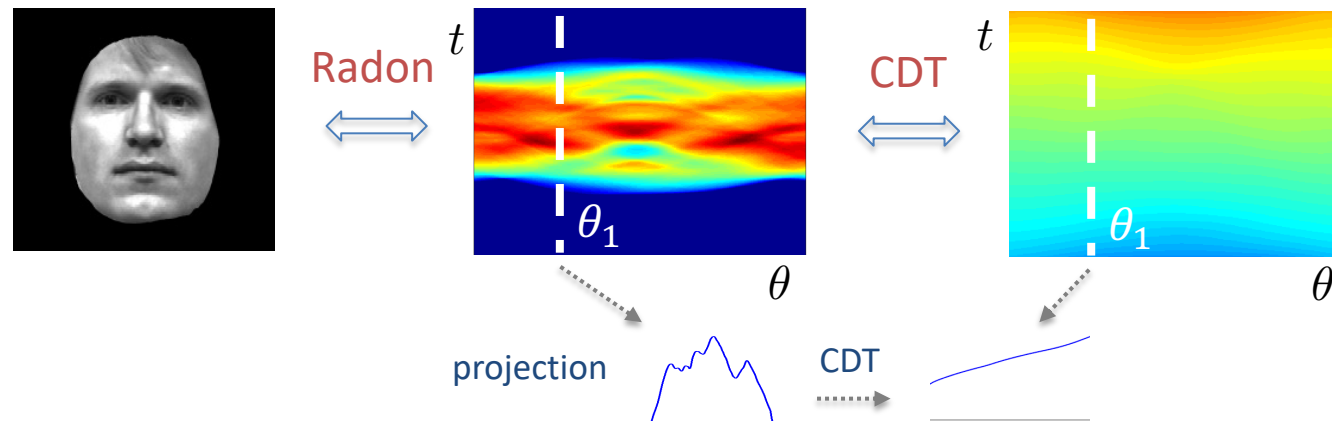 Radon
t
θ₁
θ
CDT
t
θ₁
θ
projection
CDT